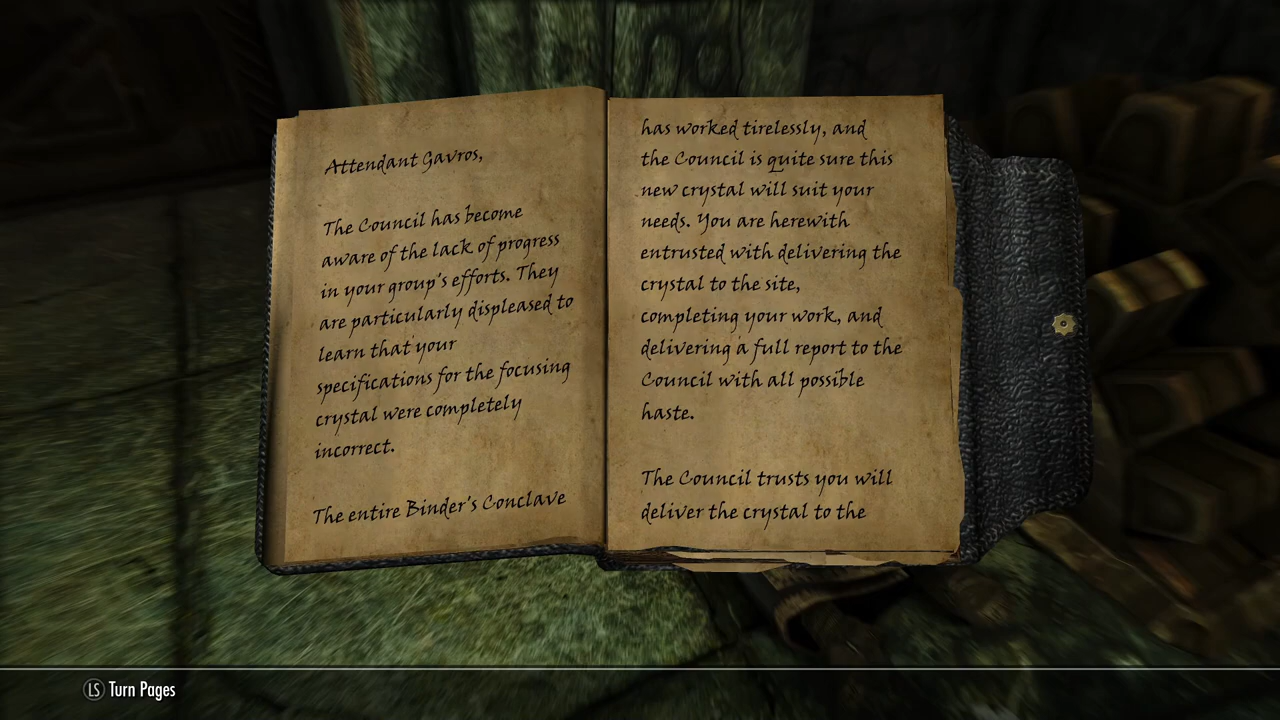 Attendant Gavros,
The Council has become
aware of the lack of progress
in your group's efforts. They
are particularly displeased to
learn that your
specifications for the focusing
crystal were completely
incorrect.
The entire Binder's Conclave
has worked tirelessly, and
the Council is quite sure this
new crystal will suit your
needs. You are herewith
entrusted with delivering the
crystal to the site,
completing your work, and
delivering a full report to the
Council with all possible
haste.
The Council trusts you will
deliver the crystal to the
LS Turn Pages